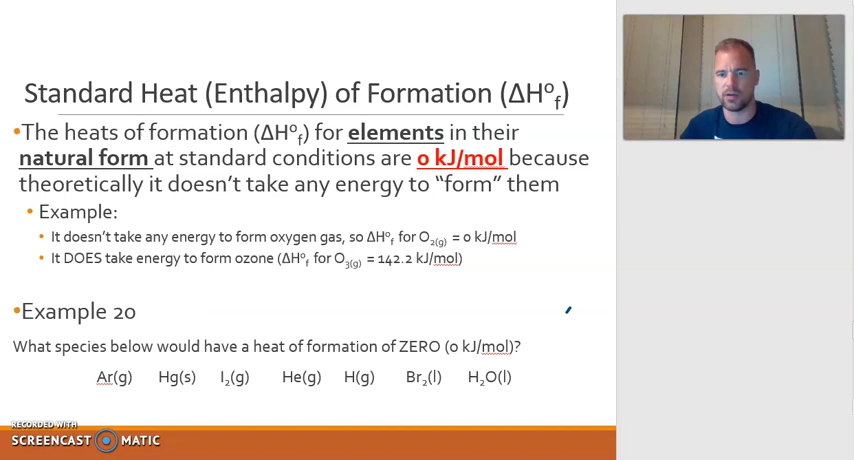 Standard Heat (Enthalpy) of Formation (ΔH°f)
•The heats of formation (ΔH°f) for elements in their
natural form at standard conditions are 0 kJ/mol because
theoretically it doesn't take any energy to “form” them
• Example:
• It doesn't take any energy to form oxygen gas, so ΔH°f for O2(g) = 0 kJ/mol
• It DOES take energy to form ozone (ΔH°f for O3(g) = 142.2 kJ/mol)
•Example 20
What species below would have a heat of formation of ZERO (0 kJ/mol)?
Ar(g) Hg(s) I2(g) He(g) H(g) Br2(l) H2O(l)
RECORDED WITH
SCREENCAST MATIC